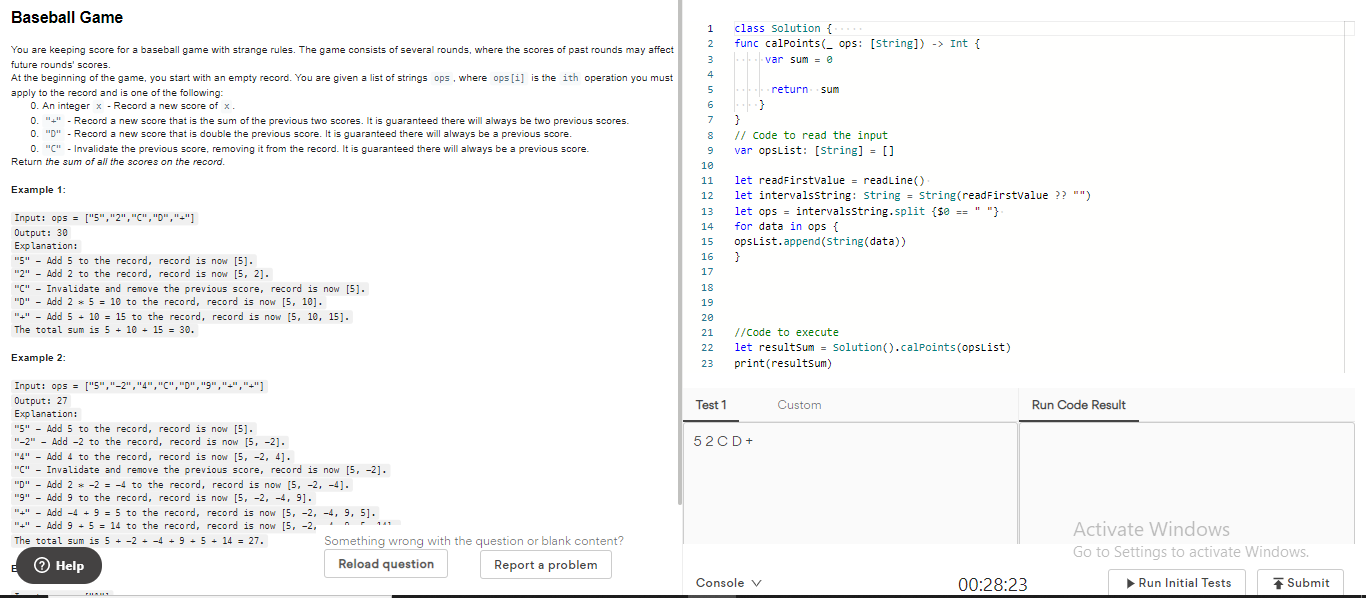 Baseball Game
You are keeping score for a baseball game with strange rules. The game consists of several rounds, where the scores of past rounds may affect
future rounds' scores.
At the beginning of the game, you start with an empty record. You are given a list of strings ops, where ops[i] is the ith operation you must
apply to the record and is one of the following:
0. An integer x - Record a new score of x.
0. "+" - Record a new score that is the sum of the previous two scores. It is guaranteed there will always be two previous scores.
0. "D" - Record a new score that is double the previous score. It is guaranteed there will always be a previous score.
0. "C" - Invalidate the previous score, removing it from the record. It is guaranteed there will always be a previous score.
Return the sum of all the scores on the record.
Example 1:
Input: ops = ["5","2","C","D","+"]
Output: 30
Explanation:
"5" - Add 5 to the record, record is now [5].
"2" - Add 2 to the record, record is now [5, 2].
"C" - Invalidate and remove the previous score, record is now [5].
"D" - Add 2 * 5 = 10 to the record, record is now [5, 10].
"+" - Add 5 + 10 = 15 to the record, record is now [5, 10, 15].
The total sum is 5 + 10 + 15 = 30.
Example 2:
Input: ops = ["5","-2","4","C","D","9","+","+"]
Output: 27
Explanation:
"5" - Add 5 to the record, record is now [5].
"-2" - Add -2 to the record, record is now [5, -2].
"4" - Add 4 to the record, record is now [5, -2, 4].
"C" - Invalidate and remove the previous score, record is now [5, -2].
"D" - Add 2 * -2 = -4 to the record, record is now [5, -2, -4].
"9" - Add 9 to the record, record is now [5, -2, -4, 9].
"+" - Add -4 + 9 = 5 to the record, record is now [5, -2, -4, 9, 5].
"+" - Add 9 + 5 = 14 to the record, record is now [5, -2,
The total sum is 5 + -2 + -4 + 9 + 5 + 14 = 27.
Something wrong with the question or blank content?
Reload question
Report a problem
Help
1 class Solution {
2 func calPoints(_ ops: [String]) -> Int {
3 var sum = 0
4
5 return sum
6 }
7 }
8 // Code to read the input
9 var opsList: [String] = []
10
11 let readFirstValue = readLine()
12 let intervalsString: String = String(readFirstValue ?? "")
13 let ops = intervalsString.split {$0 == " "}
14 for data in ops {
15 opsList.append(String(data))
16 }
17
18
19
20
21 //Code to execute
22 let resultSum = Solution().calPoints(opsList)
23 print(resultSum)
Test 1
Custom
Run Code Result
5 2 C D +
Activate Windows
Go to Settings to activate Windows.
Console
00:28:23
Run Initial Tests
Submit